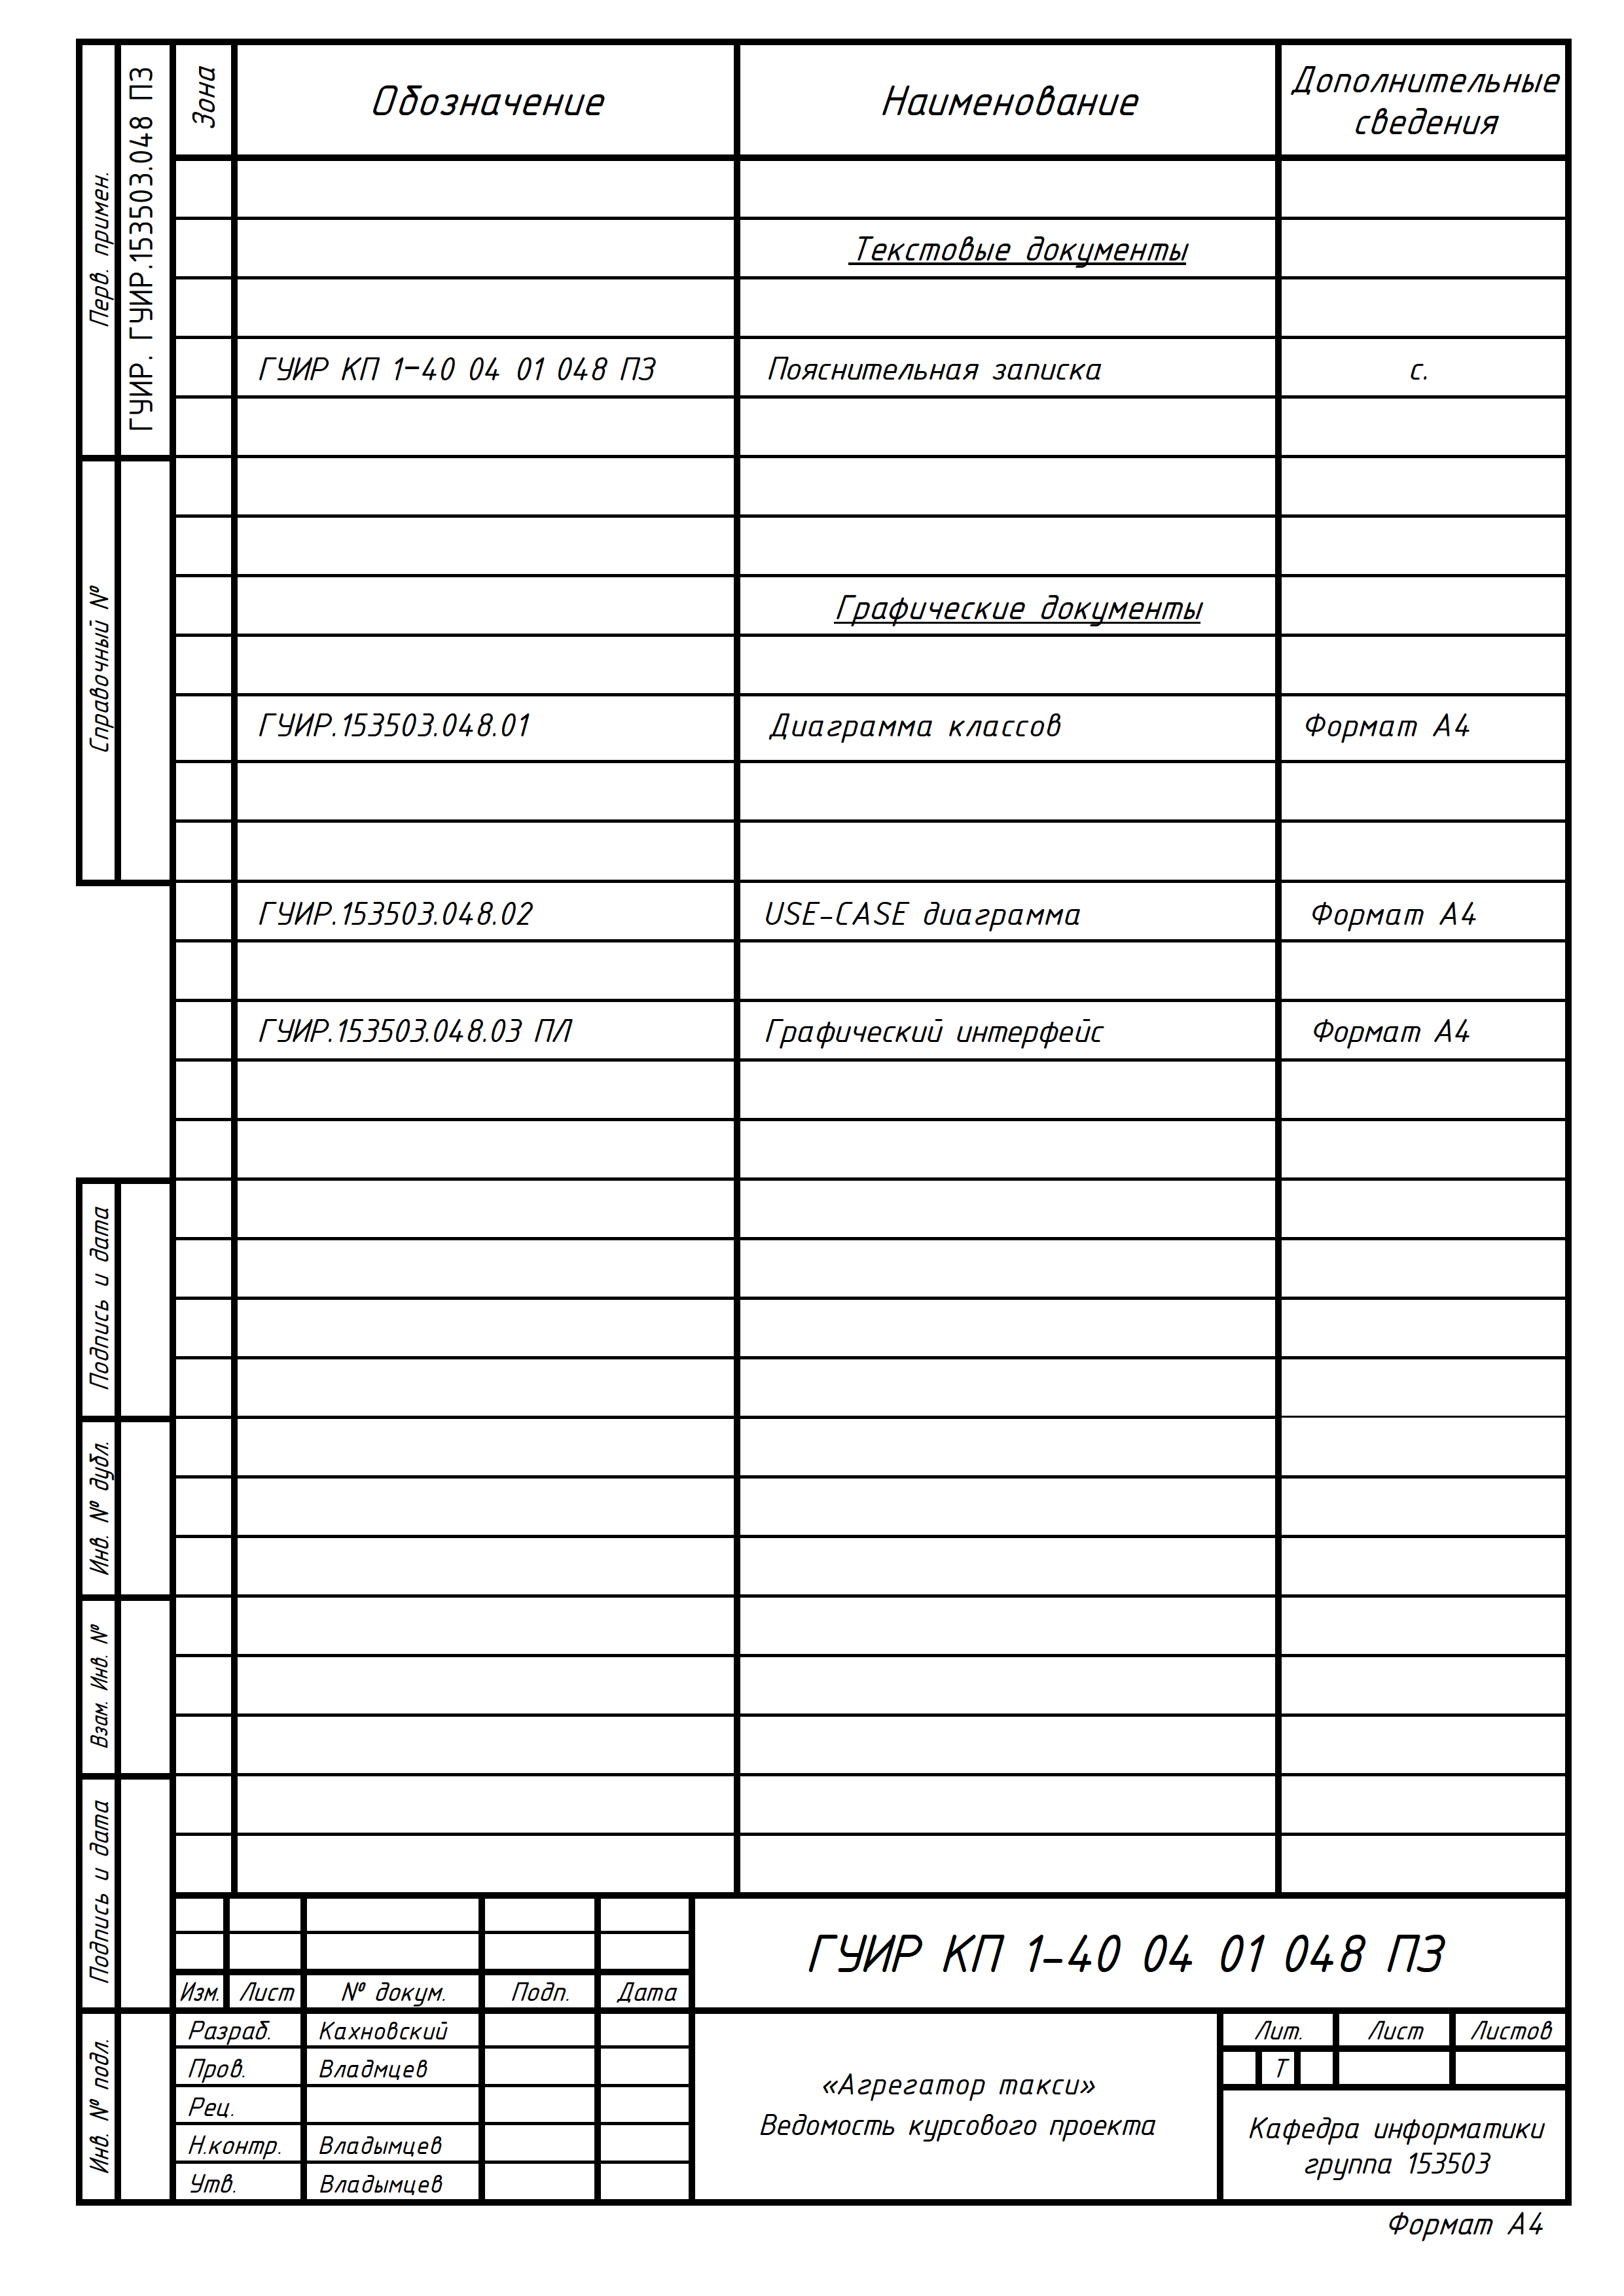 Перв. примен.
ГУИР. ГУИР.153503.048 ПЗ
Справочный №
Подпись и дата
Инв. № дубл.
Взам. Инв. №
Подпись и дата
Инв. № подл.
Зона
Обозначение
Наименование
Дополнительные
сведения
Текстовые документы
ГУИР КП 1-40 04 01 048 ПЗ
Пояснительная записка
с.
Графические документы
ГУИР.153503.048.01
Диаграмма классов
Формат А4
ГУИР.153503.048.02
USE-CASE диаграмма
Формат А4
ГУИР.153503.048.03 ПЛ
Графический интерфейс
Формат А4
ГУИР КП 1-40 04 01 048 ПЗ
Изм.
Лист
№ докум.
Подп.
Дата
Разраб.
Кахновский
Пров.
Владмцев
Рец.
Н.контр.
Владымцев
Утв.
Владымцев
«Агрегатор такси»
Ведомость курсового проекта
Лит.
Лист
Листов
Т
Кафедра информатики
группа 153503
Формат А4